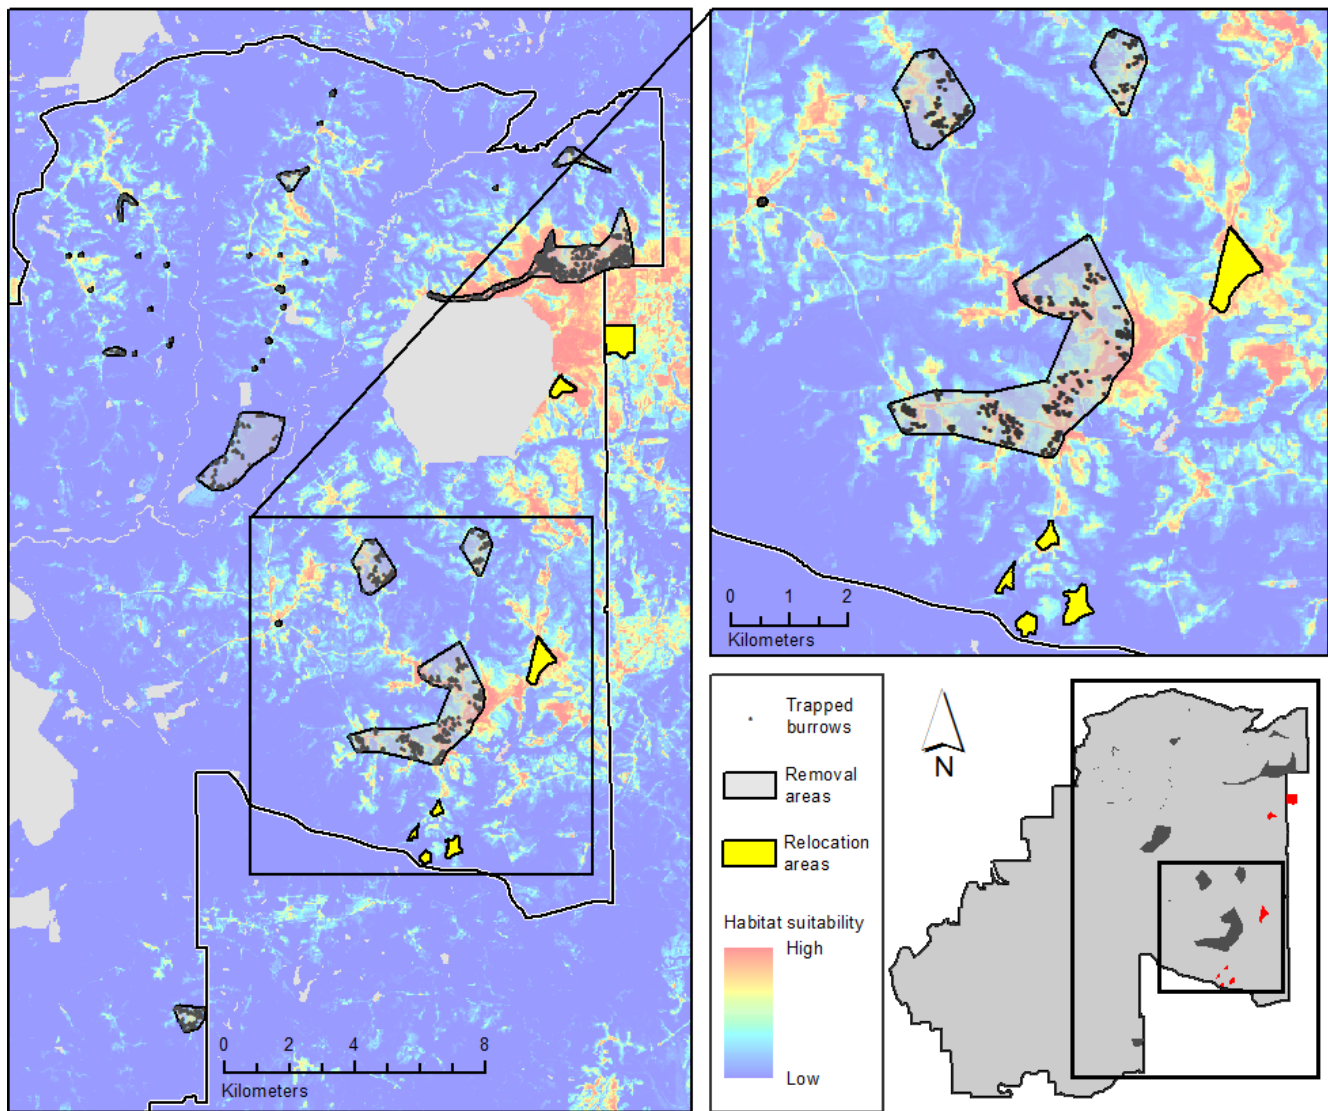 0 2 4 8
Kilometers
0 1 2
Kilometers
Trapped
burrows
Removal
areas
Relocation
areas
Habitat suitability
High
Low
N